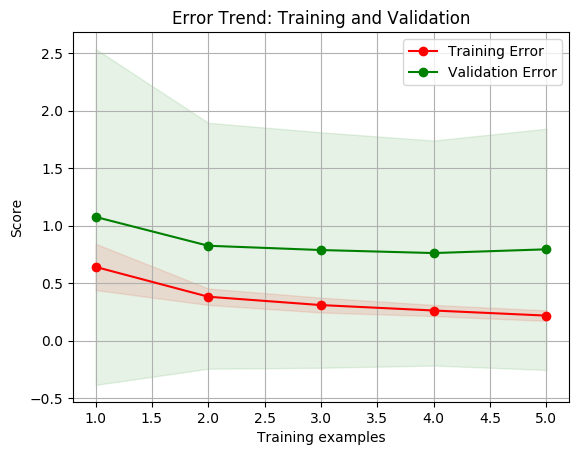 Error Trend: Training and Validation
Training Error
Validation Error
Score
2.5
2.0
1.5
1.0
0.5
0.0
−0.5
1.0 1.5 2.0 2.5 3.0 3.5 4.0 4.5 5.0
Training examples